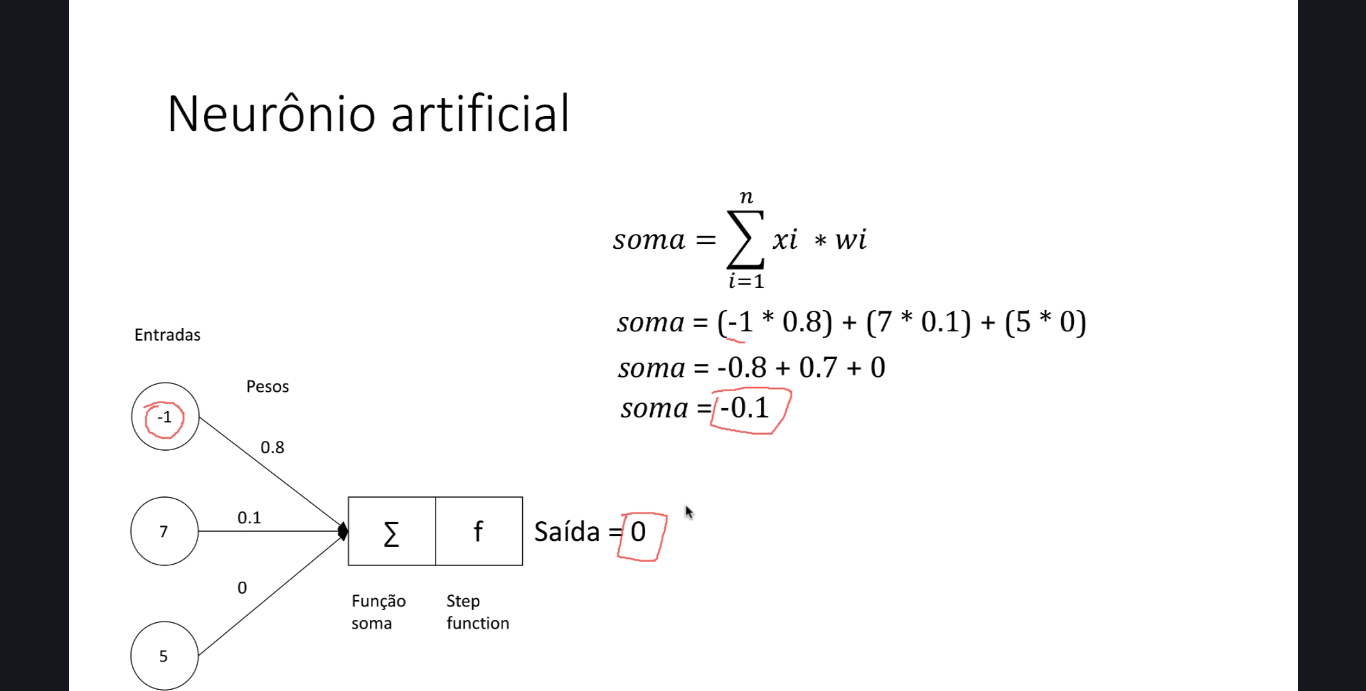 Neurônio artificial
n
soma = ∑ xi * wi
i=1
soma = (-1 * 0.8) + (7 * 0.1) + (5 * 0)
soma = -0.8 + 0.7 + 0
soma = -0.1
Entradas
Pesos
-1
0.8
7
0.1
0
5
∑
f
Saída = 0
Função
soma
Step
function